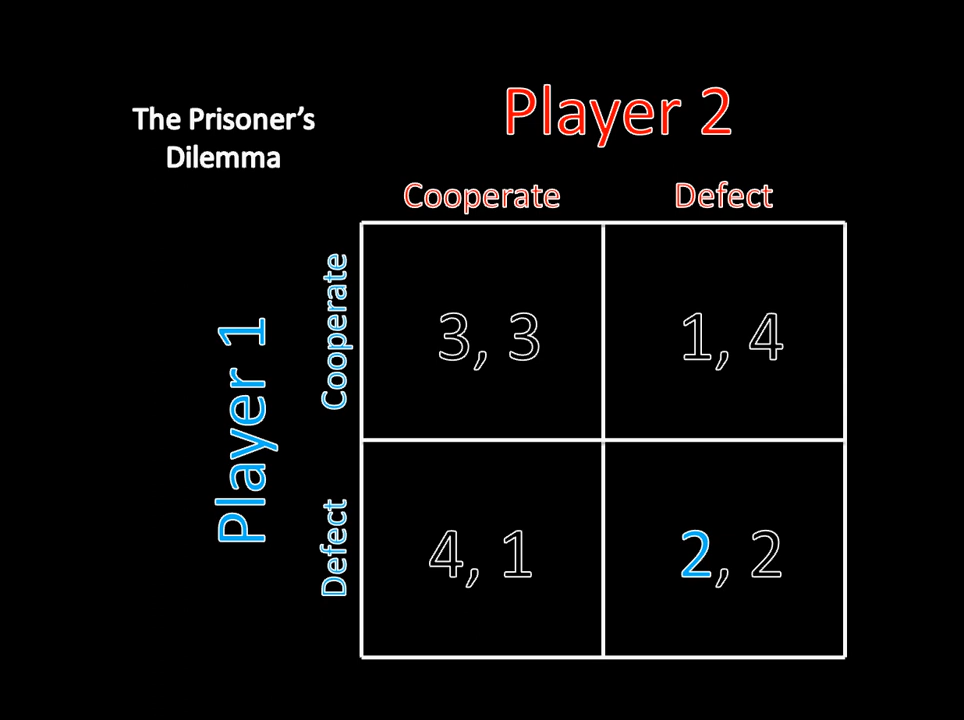 The Prisoner's
Dilemma
Player 2
Cooperate
Defect
Player 1
Cooperate
3, 3
1, 4
Defect
4, 1
2, 2